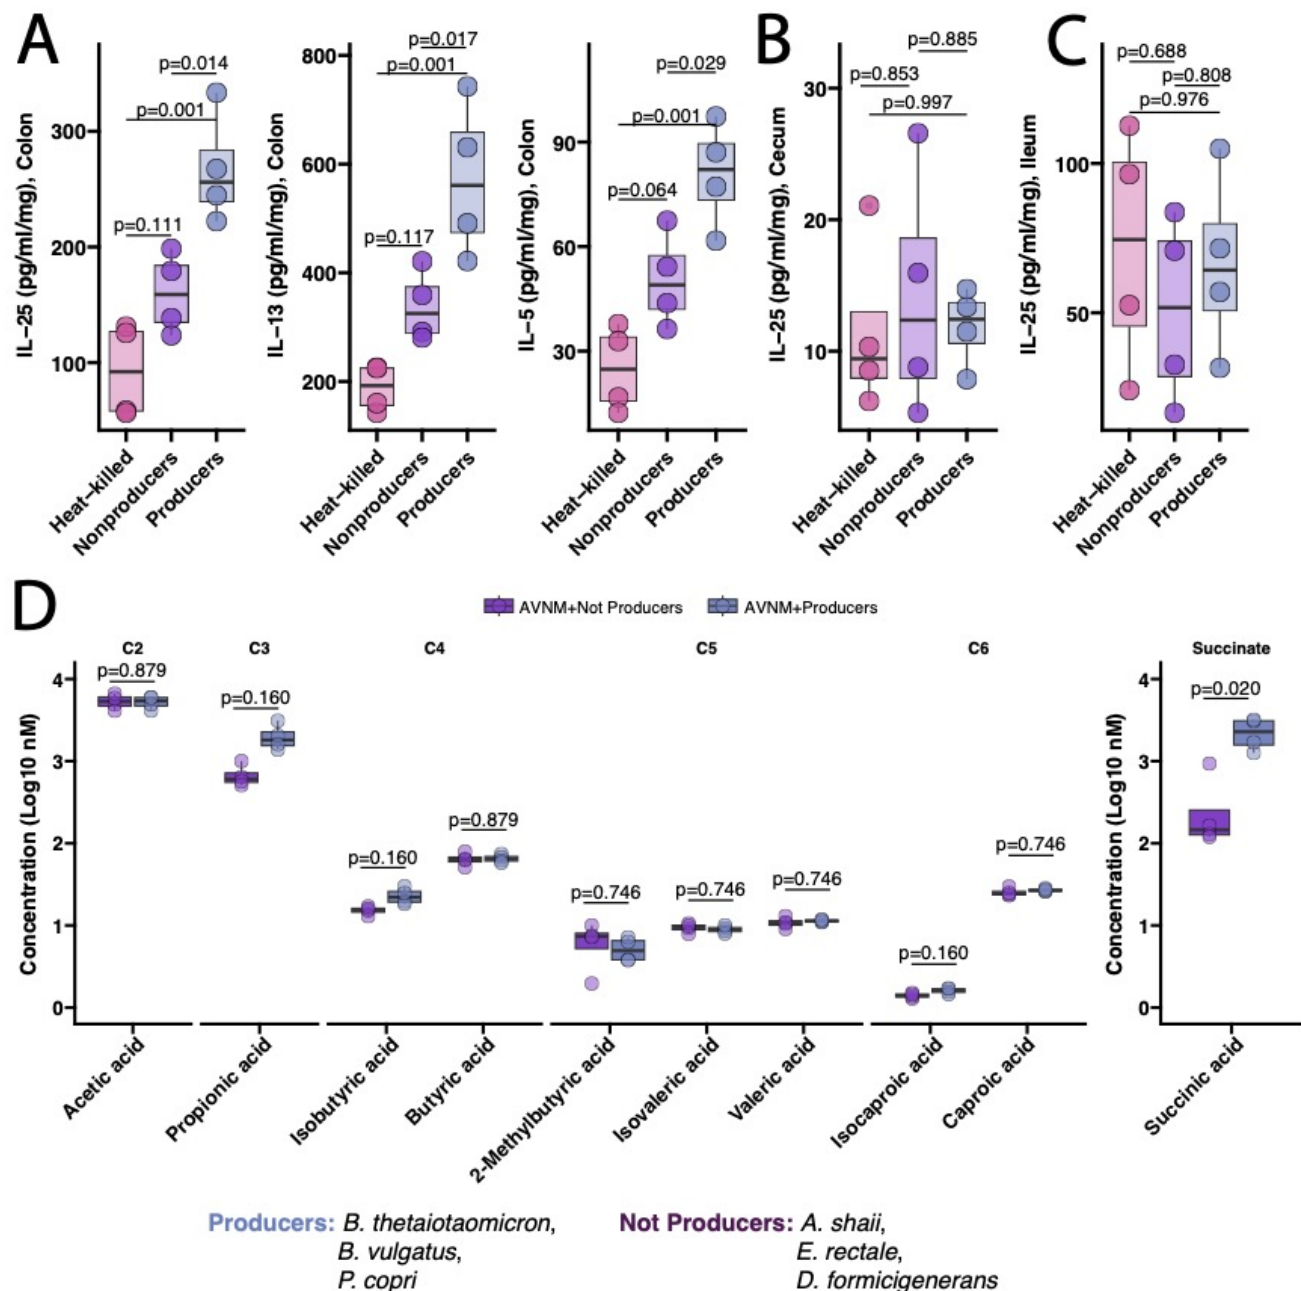 A
IL−25 (pg/ml/mg), Colon
300
200
100
p=0.014
p=0.001
p=0.111
Heat−killed
Nonproducers
Producers
IL−13 (pg/ml/mg), Colon
800
600
400
200
p=0.017
p=0.001
p=0.117
Heat−killed
Nonproducers
Producers
IL−5 (pg/ml/mg), Colon
90
60
30
p=0.029
p=0.001
p=0.064
Heat−killed
Nonproducers
Producers
B
IL−25 (pg/ml/mg), Cecum
30
20
10
p=0.885
p=0.853
p=0.997
Heat−killed
Nonproducers
Producers
C
IL−25 (pg/ml/mg), Ileum
100
50
p=0.688
p=0.808
p=0.976
Heat−killed
Nonproducers
Producers
D
AVNM+Not Producers
AVNM+Producers
C2
C3
C4
C5
C6
Succinate
Concentration (Log10 nM)
4
3
2
1
0
p=0.879
p=0.160
p=0.160
p=0.879
p=0.746
p=0.746
p=0.746
p=0.160
p=0.746
Acetic acid
Propionic acid
Isobutyric acid
Butyric acid
2-Methylbutyric acid
Isovaleric acid
Valeric acid
Isocaproic acid
Caproic acid
Concentration (Log10 nM)
4
3
2
1
0
p=0.020
Succinic acid
Producers: B. thetaiotaomicron,
B. vulgatus,
P. copri
Not Producers: A. shaii,
E. rectale,
D. formicigenerans